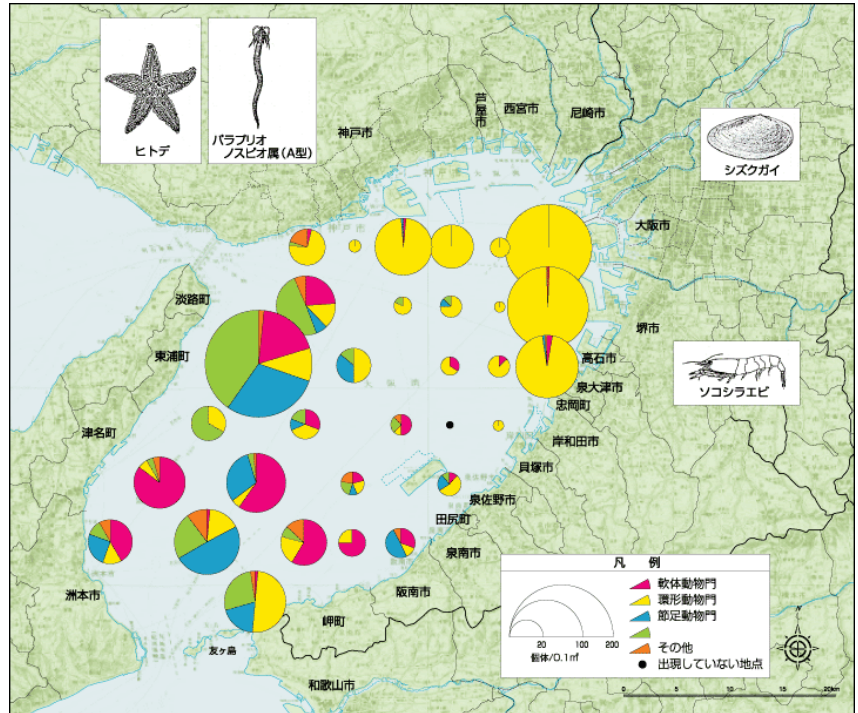 ヒトデ
パラプリオ
ノスピオ属(A型)
神戸市
芦屋市
西宮市
尼崎市
シズクガイ
大阪市
淡路町
堺市
東浦町
高石市
泉大津市
ソコシラエビ
忠岡町
津名町
岸和田市
貝塚市
泉佐野市
田尻町
泉南市
洲本市
阪南市
岬町
友ヶ島
和歌山市
凡 例
軟体動物門
環形動物門
節足動物門
その他
出現していない地点
20 100 200
個体/0.1㎡
N
0 5 10 15 20km